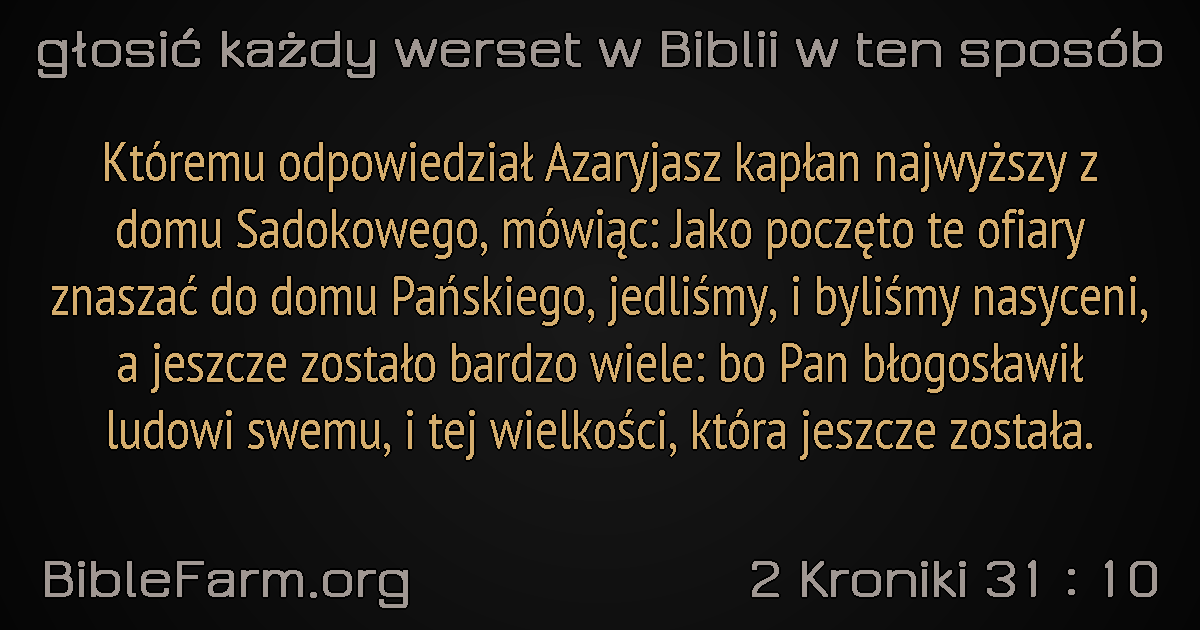 głosić każdy werset w Biblii w ten sposób
Któremu odpowiedział Azaryjasz kapłan najwyższy z
domu Sadokowego, mówiąc: Jako poczęto te ofiary
znaszać do domu Pańskiego, jedliśmy, i byliśmy nasyceni,
a jeszcze zostało bardzo wiele: bo Pan błogosławił
ludowi swemu, i tej wielkości, która jeszcze została.
BibleFarm.org
2 Kroniki 31 : 10